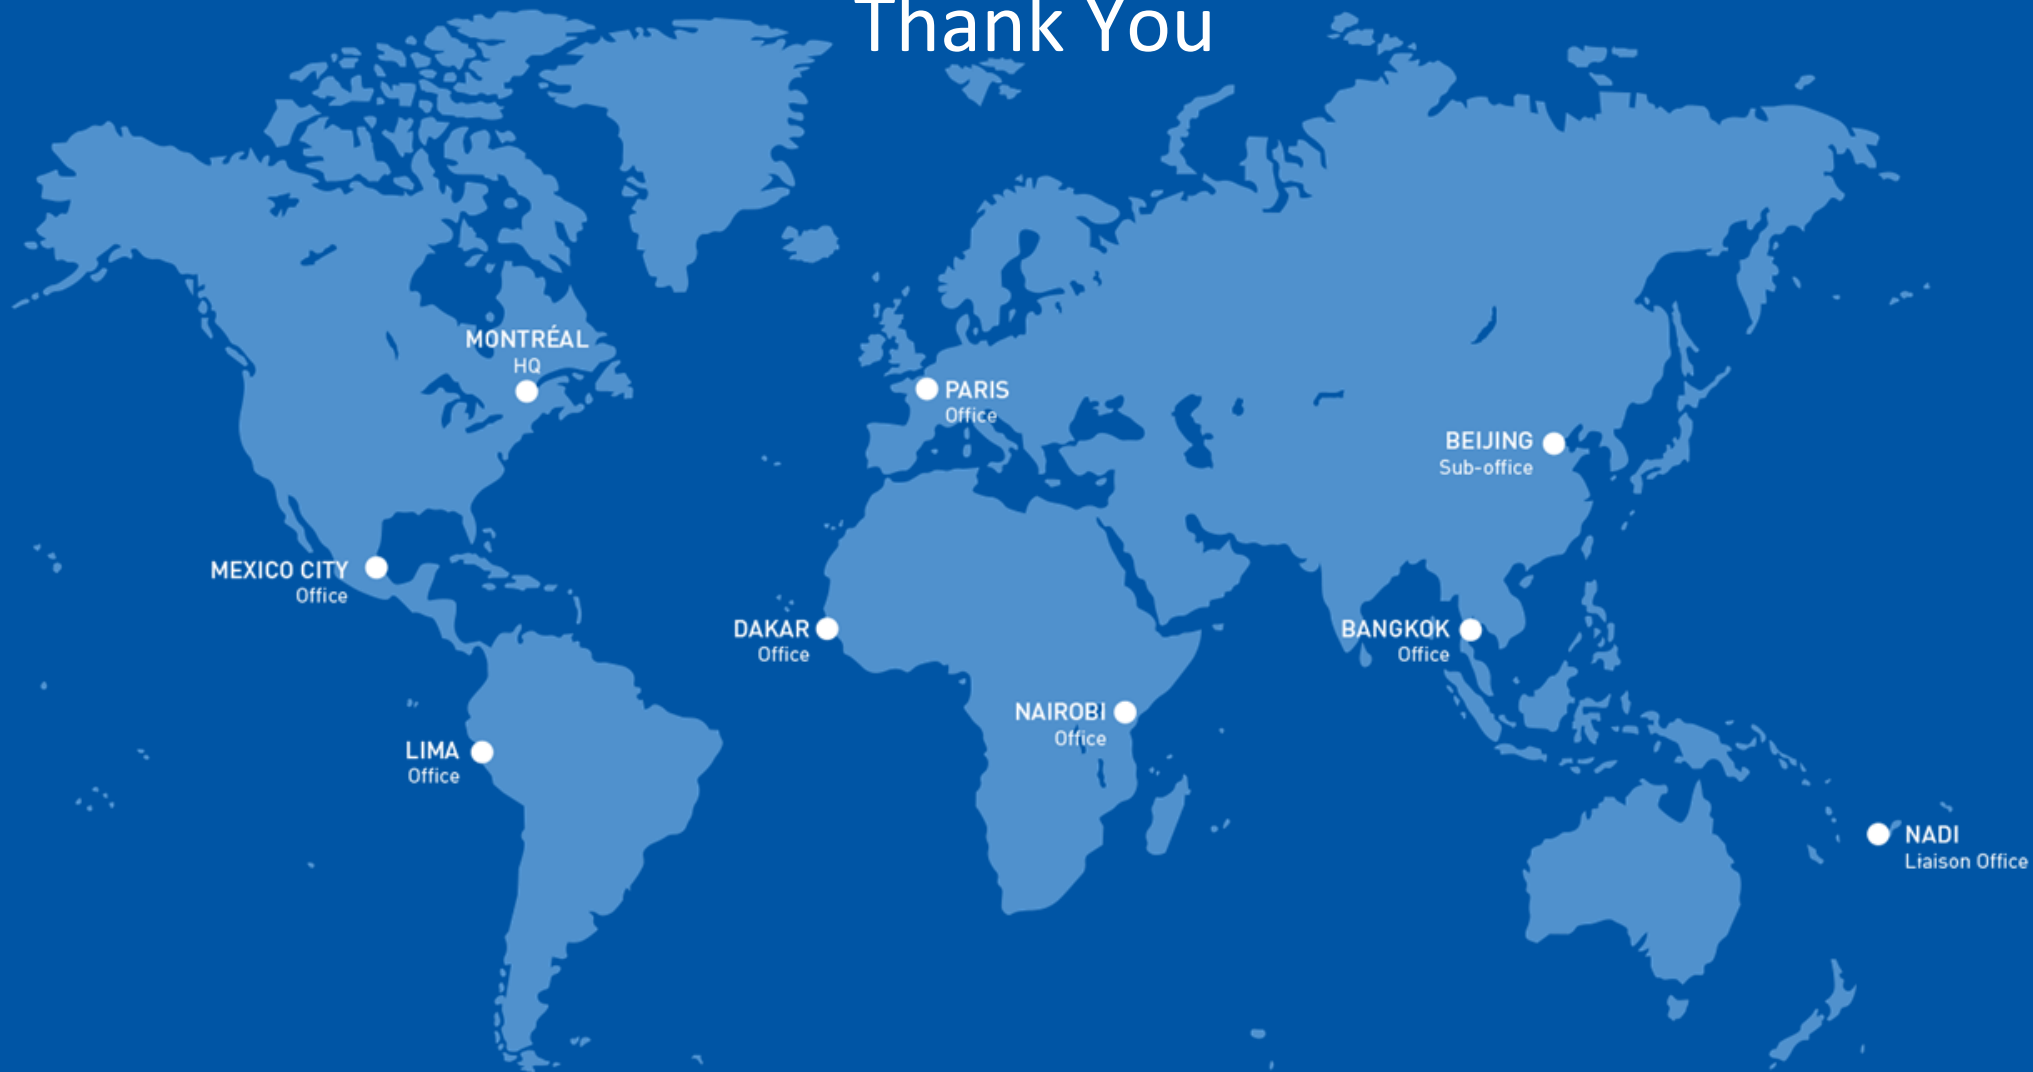 Thank You
MONTRÉAL
HQ
PARIS
Office
BEIJING
Sub-office
MEXICO CITY
Office
DAKAR
Office
BANGKOK
Office
NAIROBI
Office
LIMA
Office
NADI
Liaison Office